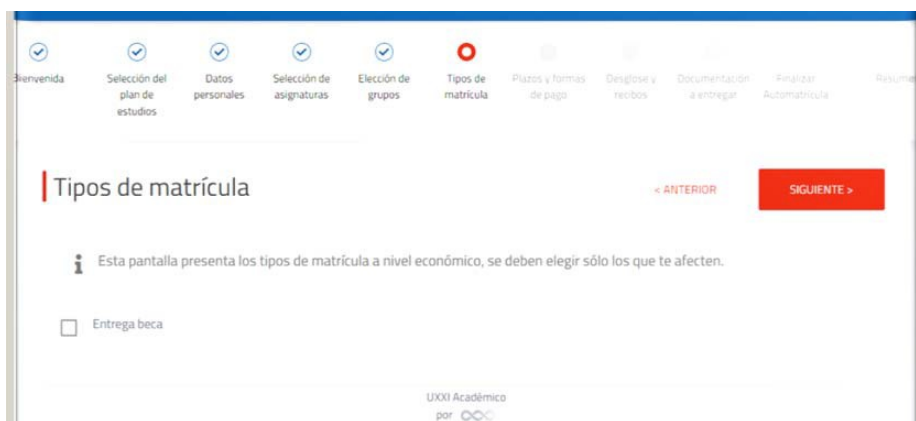 Bienvenida
Selección del
plan de
estudios
Datos
personales
Selección de
asignaturas
Elección de
grupos
Tipos de
matrícula
Plazos y formas
de pago
Desglose y
recibos
Documentación
a entregar
Finalizar
Automatrícula
Resume
Tipos de matrícula
< ANTERIOR
SIGUIENTE >
i Esta pantalla presenta los tipos de matrícula a nivel económico, se deben elegir sólo los que te afecten.
Entrega beca
UXXI Académico
por